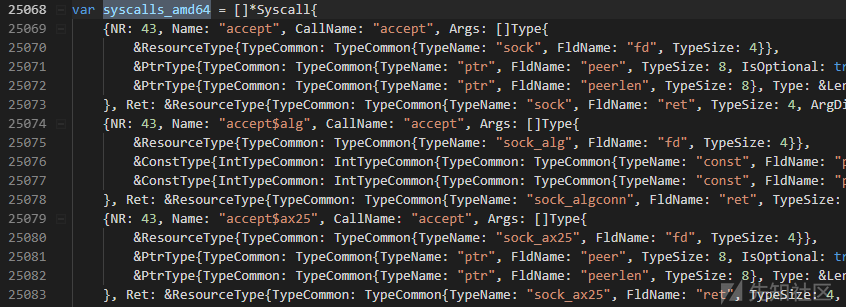 25068 var syscalls_amd64 = []*Syscall{
25069 {NR: 43, Name: "accept", CallName: "accept", Args: []Type{
25070 &ResourceType{TypeCommon: TypeCommon{TypeName: "sock", FldName: "fd", TypeSize: 4}},
25071 &PtrType{TypeCommon: TypeCommon{TypeName: "ptr", FldName: "peer", TypeSize: 8, IsOptional: tr
25072 &PtrType{TypeCommon: TypeCommon{TypeName: "ptr", FldName: "peerlen", TypeSize: 8}, Type: &Len
25073 }, Ret: &ResourceType{TypeCommon: TypeCommon{TypeName: "sock", FldName: "ret", TypeSize: 4, ArgDi
25074 {NR: 43, Name: "accept$alg", CallName: "accept", Args: []Type{
25075 &ResourceType{TypeCommon: TypeCommon{TypeName: "sock_alg", FldName: "fd", TypeSize: 4}},
25076 &ConstType{IntTypeCommon: IntTypeCommon{TypeCommon: TypeCommon{TypeName: "const", FldName: "p
25077 &ConstType{IntTypeCommon: IntTypeCommon{TypeCommon: TypeCommon{TypeName: "const", FldName: "p
25078 }, Ret: &ResourceType{TypeCommon: TypeCommon{TypeName: "sock_algconn", FldName: "ret", TypeSize:
25079 {NR: 43, Name: "accept$ax25", CallName: "accept", Args: []Type{
25080 &ResourceType{TypeCommon: TypeCommon{TypeName: "sock_ax25", FldName: "fd", TypeSize: 4}},
25081 &PtrType{TypeCommon: TypeCommon{TypeName: "ptr", FldName: "peer", TypeSize: 8, IsOptional: tr
25082 &PtrType{TypeCommon: TypeCommon{TypeName: "ptr", FldName: "peerlen", TypeSize: 8}, Type: &Len
25083 }, Ret: &ResourceType{TypeCommon: TypeCommon{TypeName: "sock_ax25", FldName: "ret", TypeSize: 4,
先知社区